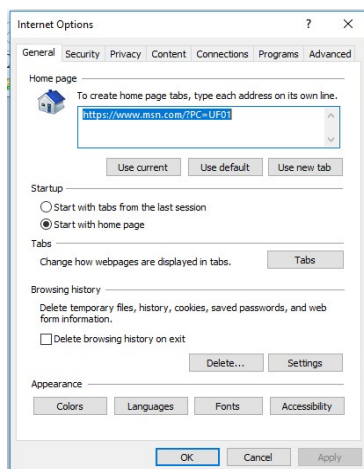 Internet Options ? X
General Security Privacy Content Connections Programs Advanced
Home page
To create home page tabs, type each address on its own line.
https://www.msn.com/?PC=UF01
Use current Use default Use new tab
Startup
Start with tabs from the last session
Start with home page
Tabs
Change how webpages are displayed in tabs. Tabs
Browsing history
Delete temporary files, history, cookies, saved passwords, and web
form information.
Delete browsing history on exit
Delete... Settings
Appearance
Colors Languages Fonts Accessibility
OK Cancel Apply